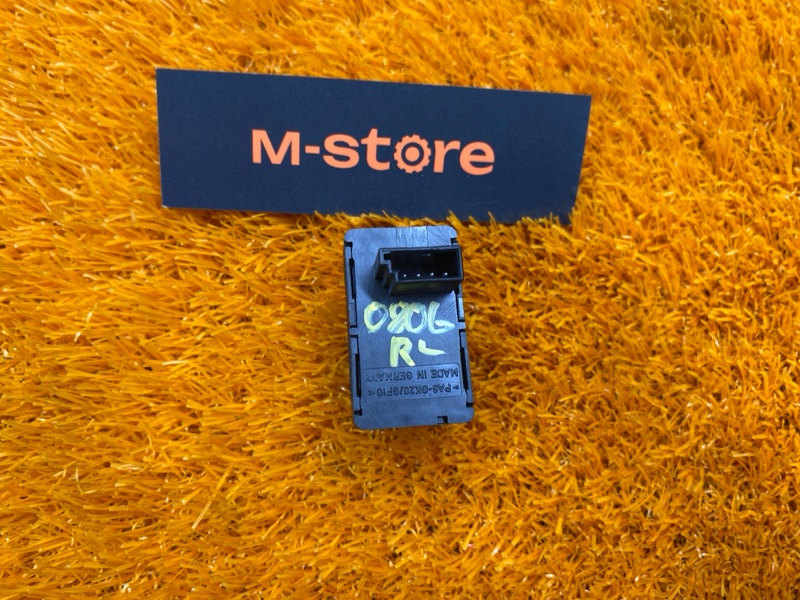 M-store
0806
RL
>PA6-GK20/GF10<
MADE IN GERMANY